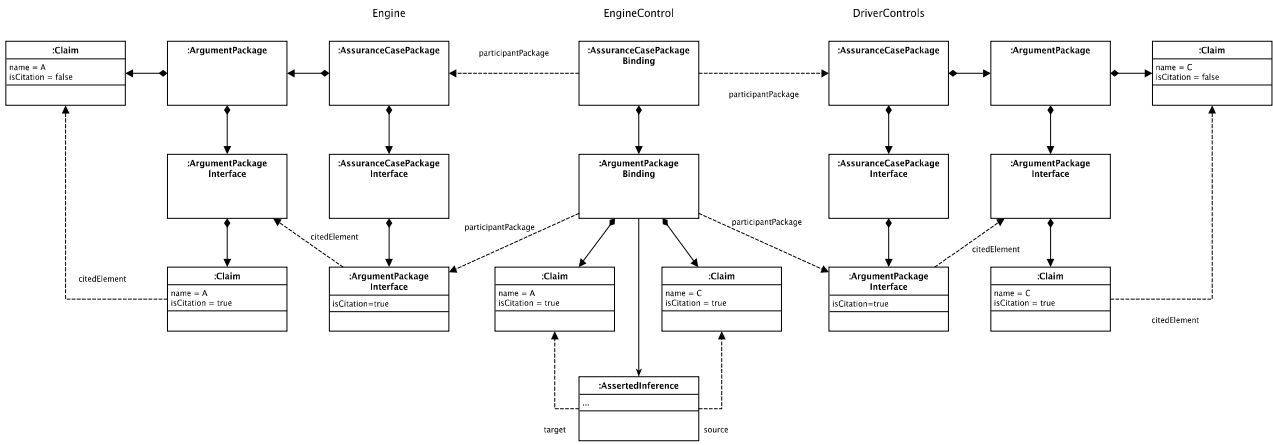 Engine
EngineControl
DriverControls
:Claim
name = A
isCitation = false
:ArgumentPackage
:AssuranceCasePackage
participantPackage
:AssuranceCasePackage
Binding
participantPackage
:AssuranceCasePackage
:ArgumentPackage
:Claim
name = C
isCitation = false
:ArgumentPackage
Interface
:AssuranceCasePackage
Interface
:ArgumentPackage
Binding
:AssuranceCasePackage
Interface
:ArgumentPackage
Interface
citedElement
participantPackage
participantPackage
citedElement
citedElement
:Claim
name = A
isCitation = true
:ArgumentPackage
Interface
isCitation=true
:Claim
name = A
isCitation = true
:Claim
name = C
isCitation = true
:ArgumentPackage
Interface
isCitation=true
:Claim
name = C
isCitation = true
citedElement
:AssertedInference
...
target
source